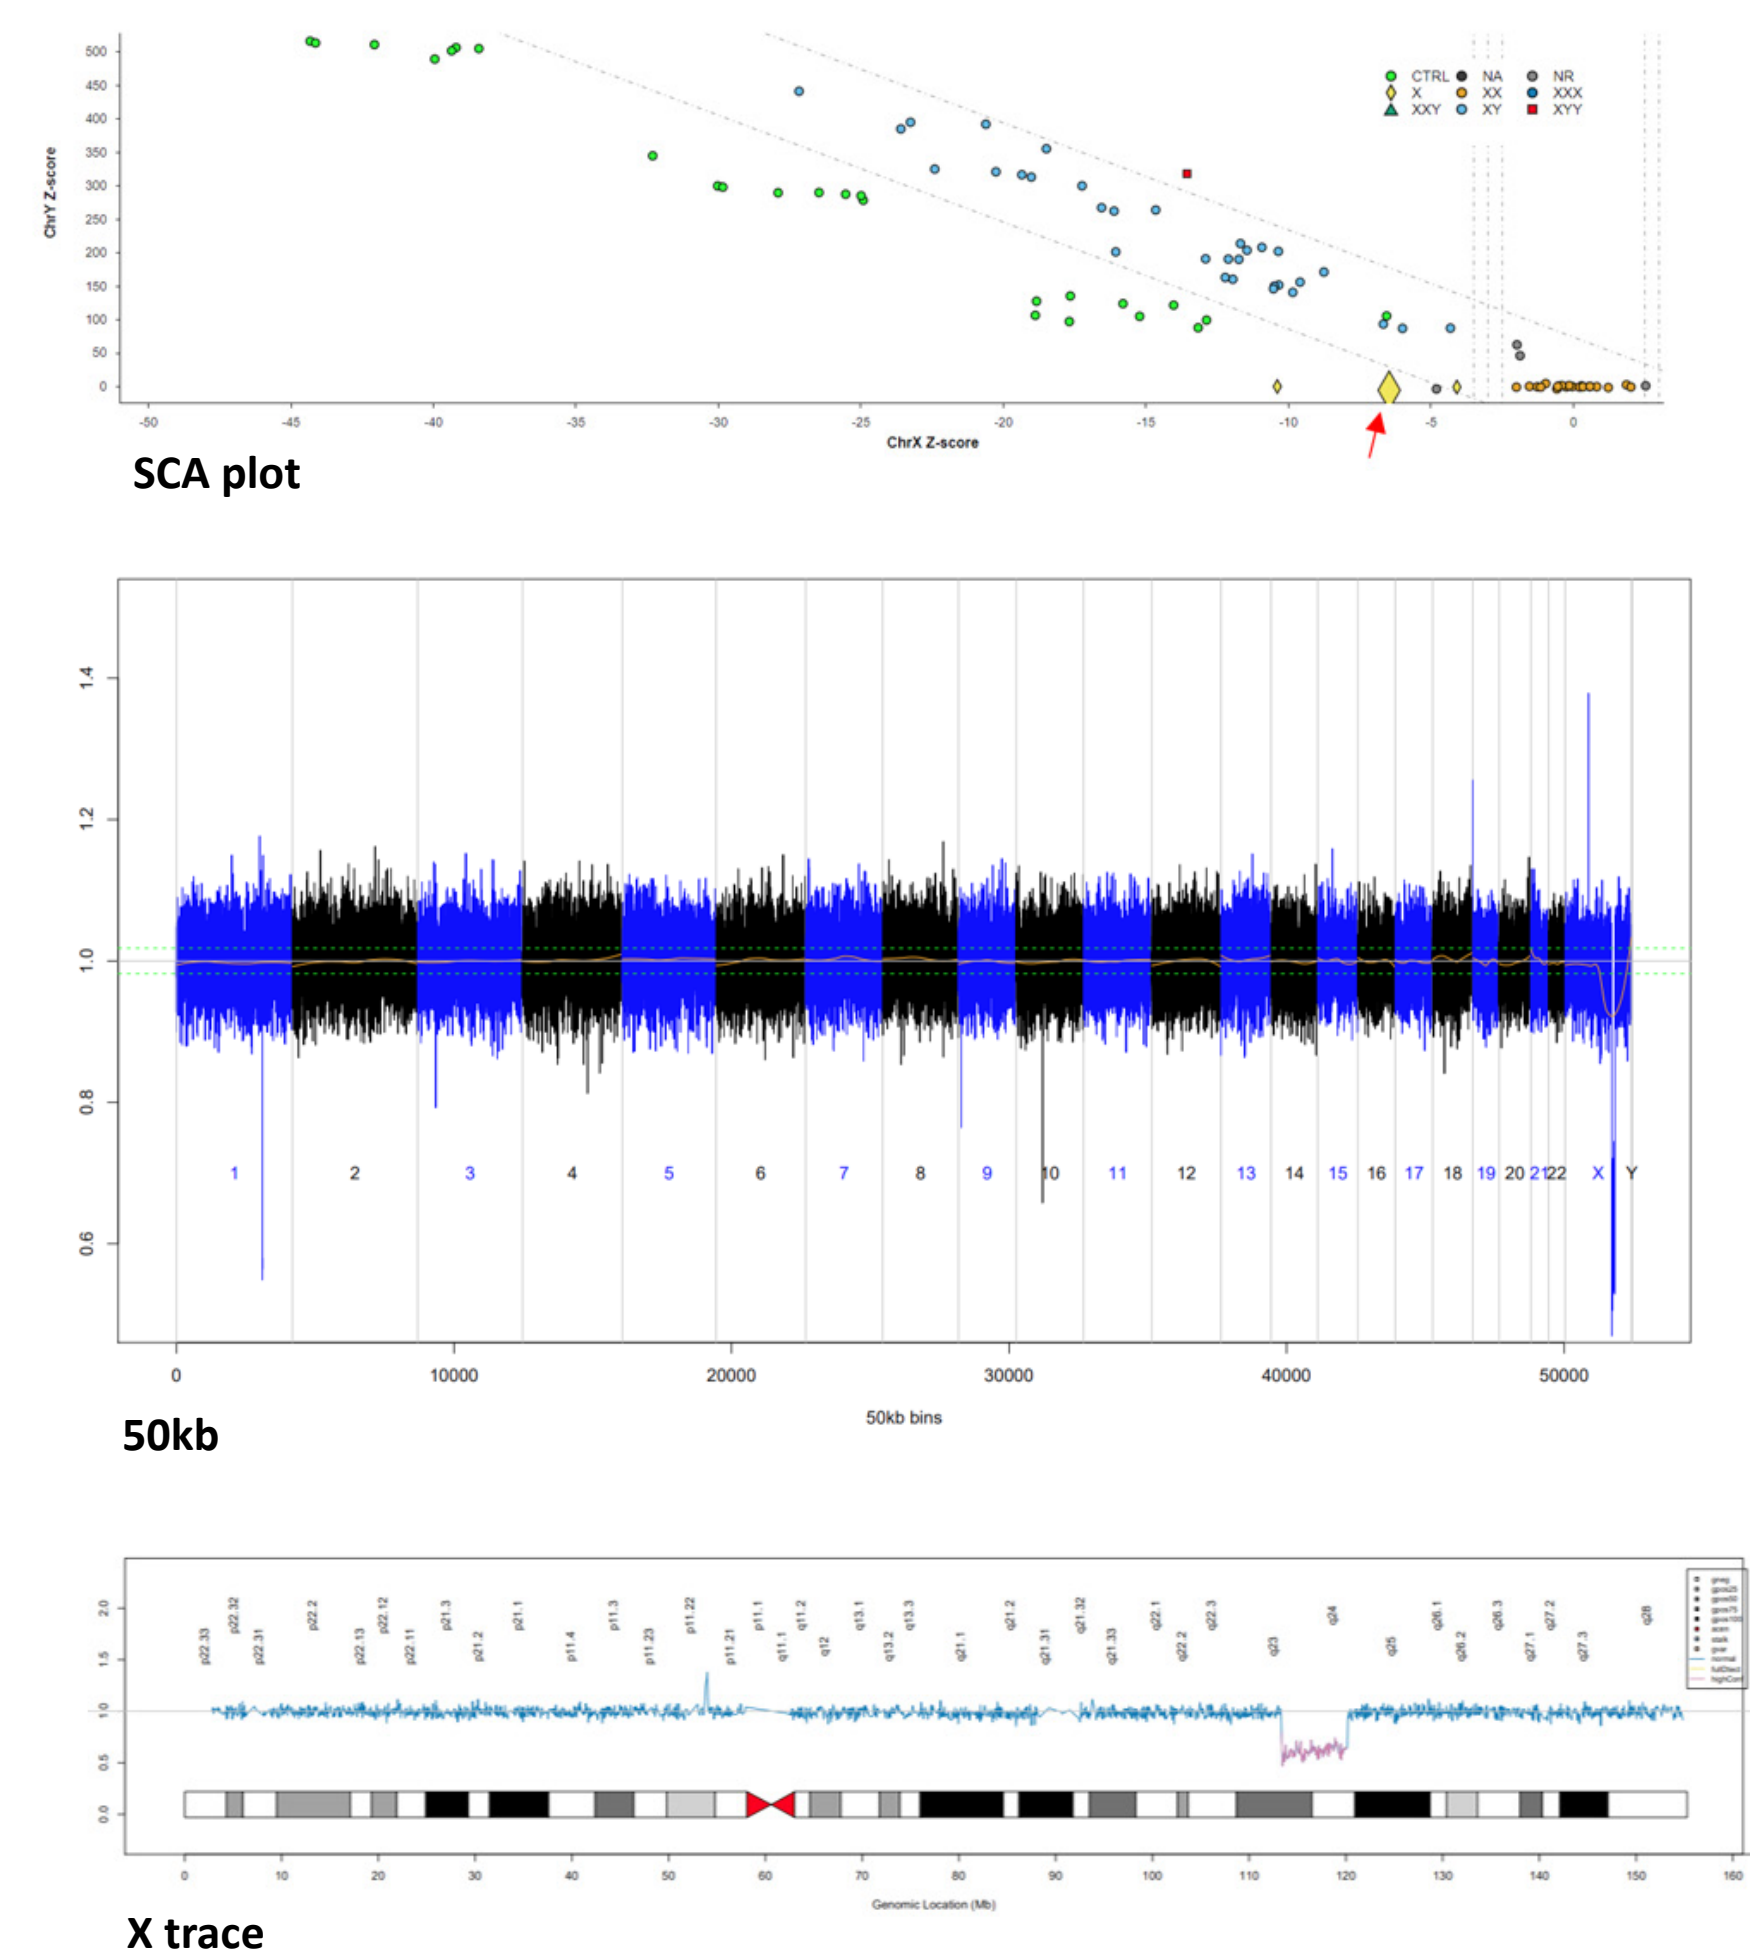 500
450
400
350
300
250
200
150
100
50
0
ChrY Z-score
CTRL NA NR
X XX XXX
XXY XY XYY
-50 -45 -40 -35 -30 -25 -20 -15 -10 -5 0
ChrX Z-score
SCA plot
1.4
1.2
1.0
0.8
0.6
1 2 3 4 5 6 7 8 9 10 11 12 13 14 15 16 17 18 19 20 21 22 X Y
0 10000 20000 30000 40000 50000
50kb bins
50kb
p22.32 p22.2 p22.12 p21.3 p21.1 p11.3 p11.22 p11.1 q11.2 q13.1 q13.3 q21.2 q21.32 q22.1 q22.3 q24 q26.1 q26.3 q27.2 q28
p22.33 p22.31 p22.13 p22.11 p21.2 p11.4 p11.23 p11.21 q11.1 q12 q13.2 q21.1 q21.31 q21.33 q22.2 q23 q25 q26.2 q27.1 q27.3
2.0
1.5
1.0
0.5
0.0
gneg
gpos25
gpos50
gpos75
gpos100
acen
stalk
gvar
normal
0 10 20 30 40 50 60 70 80 90 100 110 120 130 140 150 160
Genomic Location (Mb)
X trace